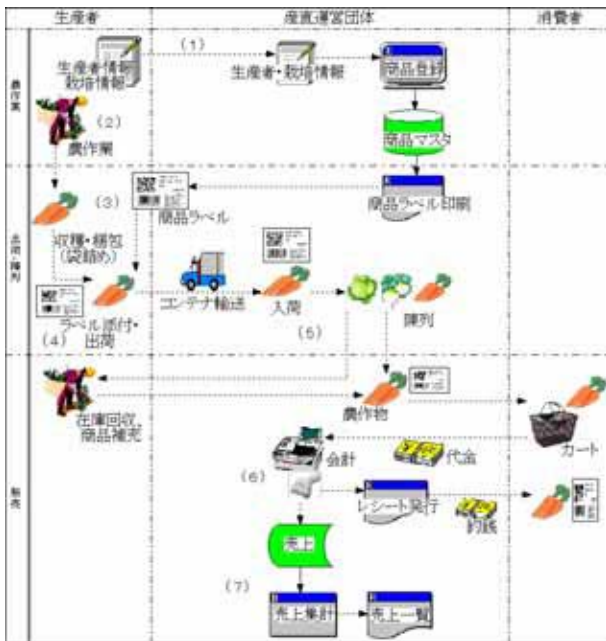 生産者
産直運営団体
消費者
農作業
(1)
生産者情報
栽培情報
生産者・栽培情報
商品登録
(2)
農作業
商品マスタ
出荷・陳列
(3)
商品ラベル
商品ラベル印刷
収穫・梱包
(袋詰め)
コンテナ輸送
入荷
(5)
陳列
(4)
ラベル添付・
出荷
販売
在庫回収、
商品補充
農作物
カート
(6)
会計
代金
レシート発行
釣銭
売上
(7)
売上集計
売上一覧